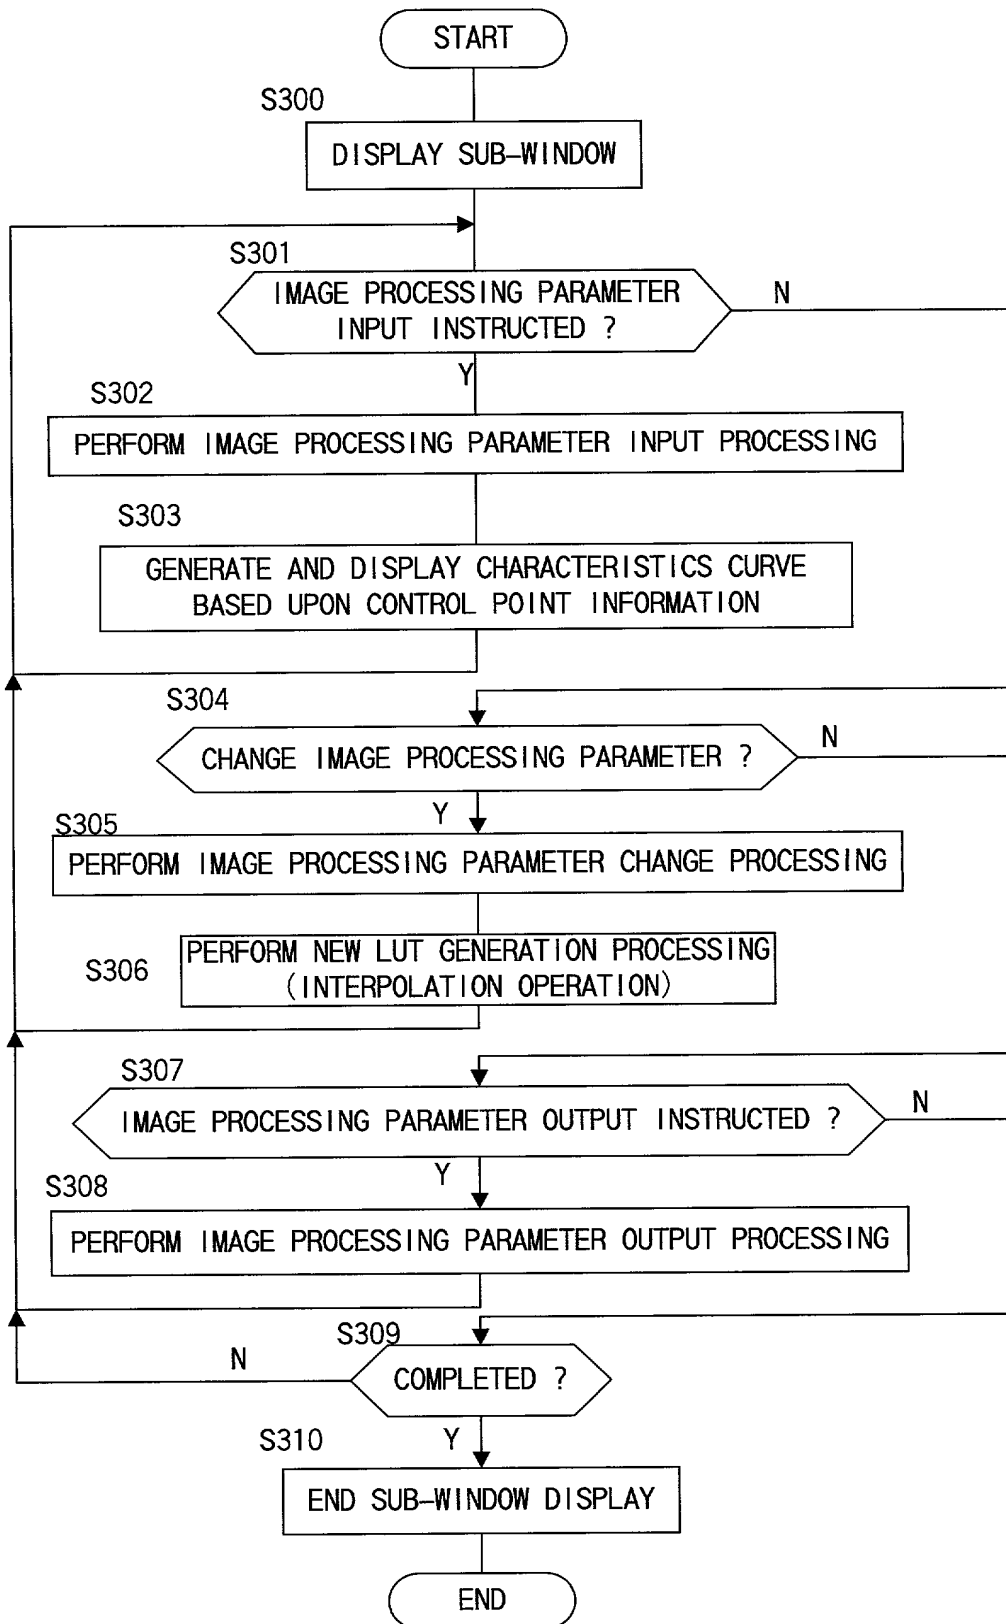 START
S300
DISPLAY SUB-WINDOW
S301
IMAGE PROCESSING PARAMETER
INPUT INSTRUCTED ?
N
Y
S302
PERFORM IMAGE PROCESSING PARAMETER INPUT PROCESSING
S303
GENERATE AND DISPLAY CHARACTERISTICS CURVE
BASED UPON CONTROL POINT INFORMATION
S304
CHANGE IMAGE PROCESSING PARAMETER ?
N
Y
S305
PERFORM IMAGE PROCESSING PARAMETER CHANGE PROCESSING
S306
PERFORM NEW LUT GENERATION PROCESSING
(INTERPOLATION OPERATION)
S307
IMAGE PROCESSING PARAMETER OUTPUT INSTRUCTED ?
N
Y
S308
PERFORM IMAGE PROCESSING PARAMETER OUTPUT PROCESSING
S309
N
COMPLETED ?
Y
S310
END SUB-WINDOW DISPLAY
END